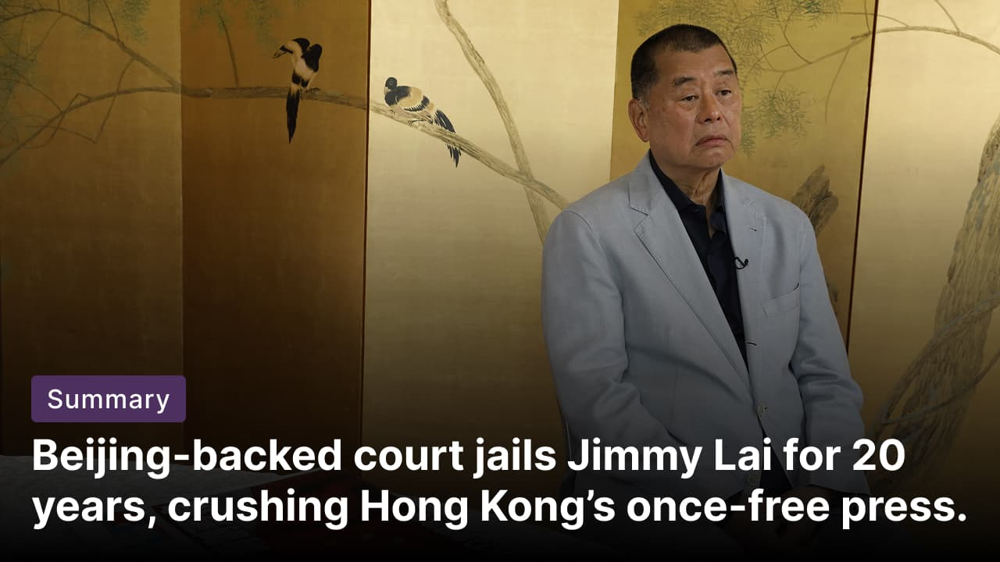 Summary
Beijing-backed court jails Jimmy Lai for 20
years, crushing Hong Kong’s once-free press.